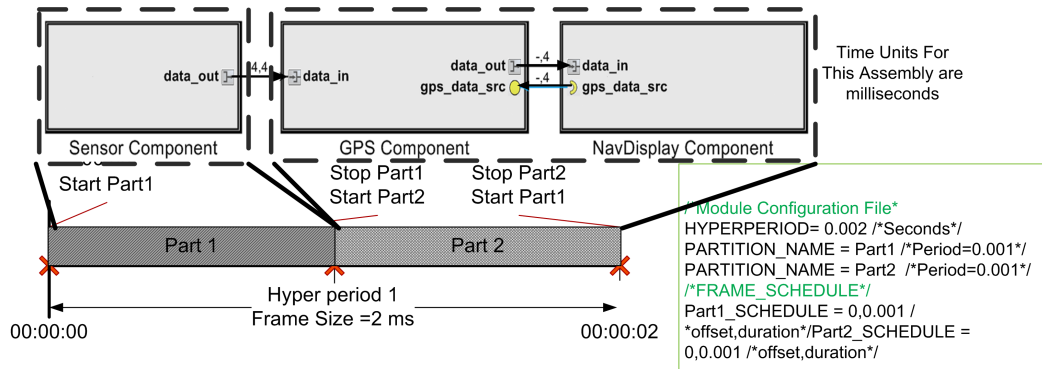 data_out
4,4
data_in
data_out
-,4
data_in
gps_data_src
-,4
gps_data_src
Time Units For
This Assembly are
milliseconds
Sensor Component
GPS Component
NavDisplay Component
Start Part1
Stop Part1
Start Part2
Stop Part2
Start Part1
Part 1
Part 2
Hyper period 1
Frame Size =2 ms
00:00:00
00:00:02
/*Module Configuration File*
HYPERPERIOD= 0.002 /*Seconds*/
PARTITION_NAME = Part1 /*Period=0.001*/
PARTITION_NAME = Part2 /*Period=0.001*/
/*FRAME_SCHEDULE*/
Part1_SCHEDULE = 0,0.001 /
*offset,duration*/Part2_SCHEDULE =
0,0.001 /*offset,duration*/